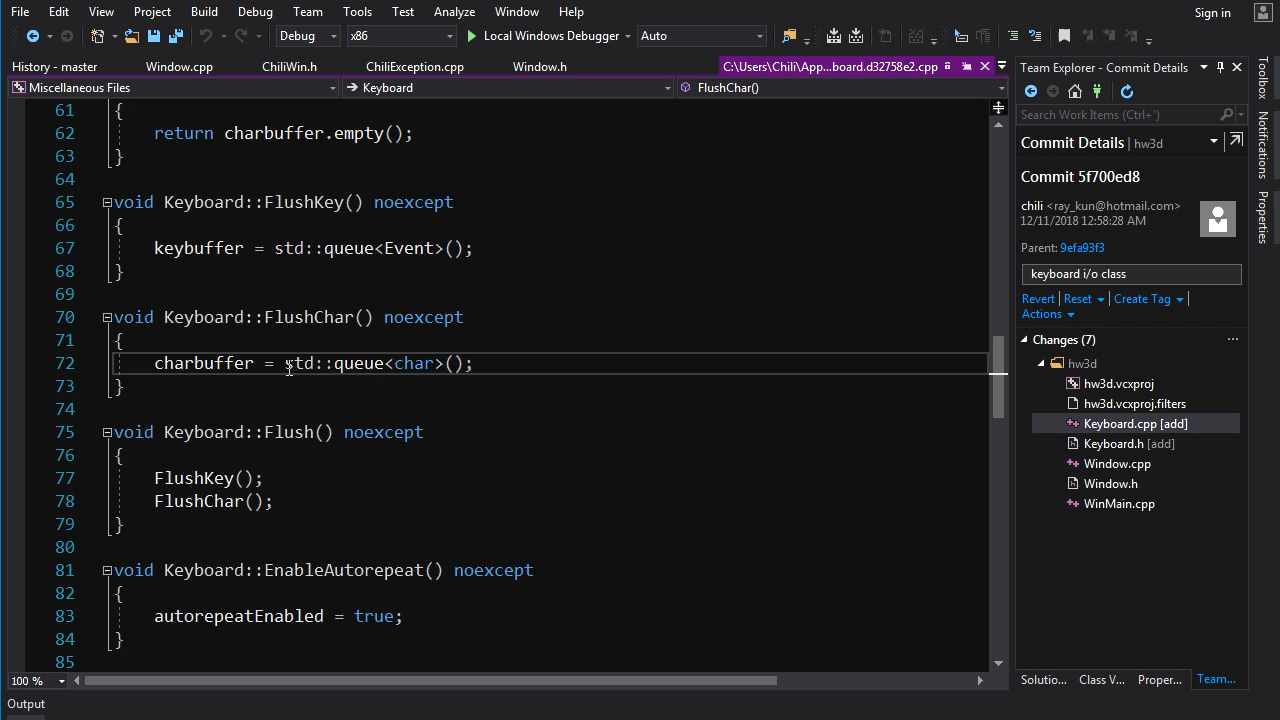 File Edit View Project Build Debug Team Tools Test Analyze Window Help Sign in
Debug x86 Local Windows Debugger Auto
History - master Window.cpp ChiliWin.h ChiliException.cpp Window.h C:\Users\Chili\App...board.d32758e2.cpp
Miscellaneous Files Keyboard FlushChar()
61 {
62 return charbuffer.empty();
63 }
64
65 void Keyboard::FlushKey() noexcept
66 {
67 keybuffer = std::queue<Event>();
68 }
69
70 void Keyboard::FlushChar() noexcept
71 {
72 charbuffer = std::queue<char>();
73 }
74
75 void Keyboard::Flush() noexcept
76 {
77 FlushKey();
78 FlushChar();
79 }
80
81 void Keyboard::EnableAutorepeat() noexcept
82 {
83 autorepeatEnabled = true;
84 }
85
100 %
Output
Team Explorer - Commit Details
Search Work Items (Ctrl+')
Commit Details | hw3d
Commit 5f700ed8
chili <ray_kun@hotmail.com>
12/11/2018 12:58:28 AM
Parent: 9efa93f3
keyboard i/o class
Revert Reset Create Tag
Actions
Changes (7)
hw3d
hw3d.vcxproj
hw3d.vcxproj.filters
Keyboard.cpp [add]
Keyboard.h [add]
Window.cpp
Window.h
WinMain.cpp
Solutio... Class V... Proper... Team...
Toolbox
Notifications
Properties